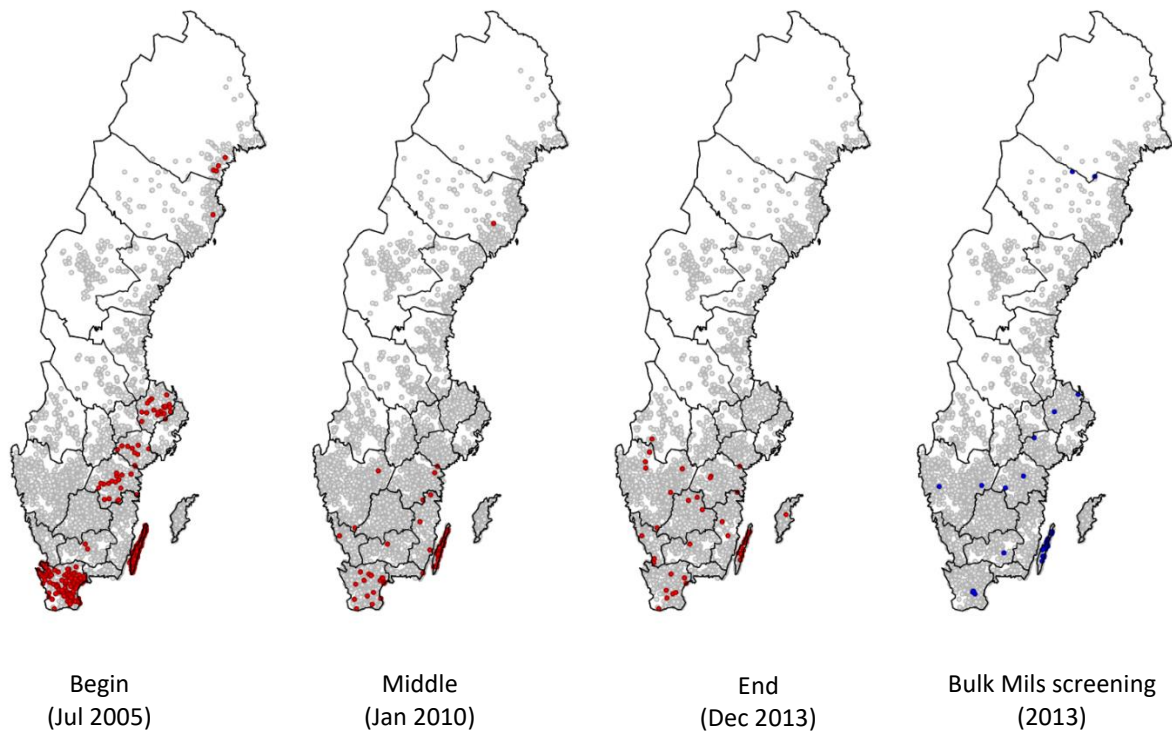 Begin
(Jul 2005)
Middle
(Jan 2010)
End
(Dec 2013)
Bulk Mils screening
(2013)